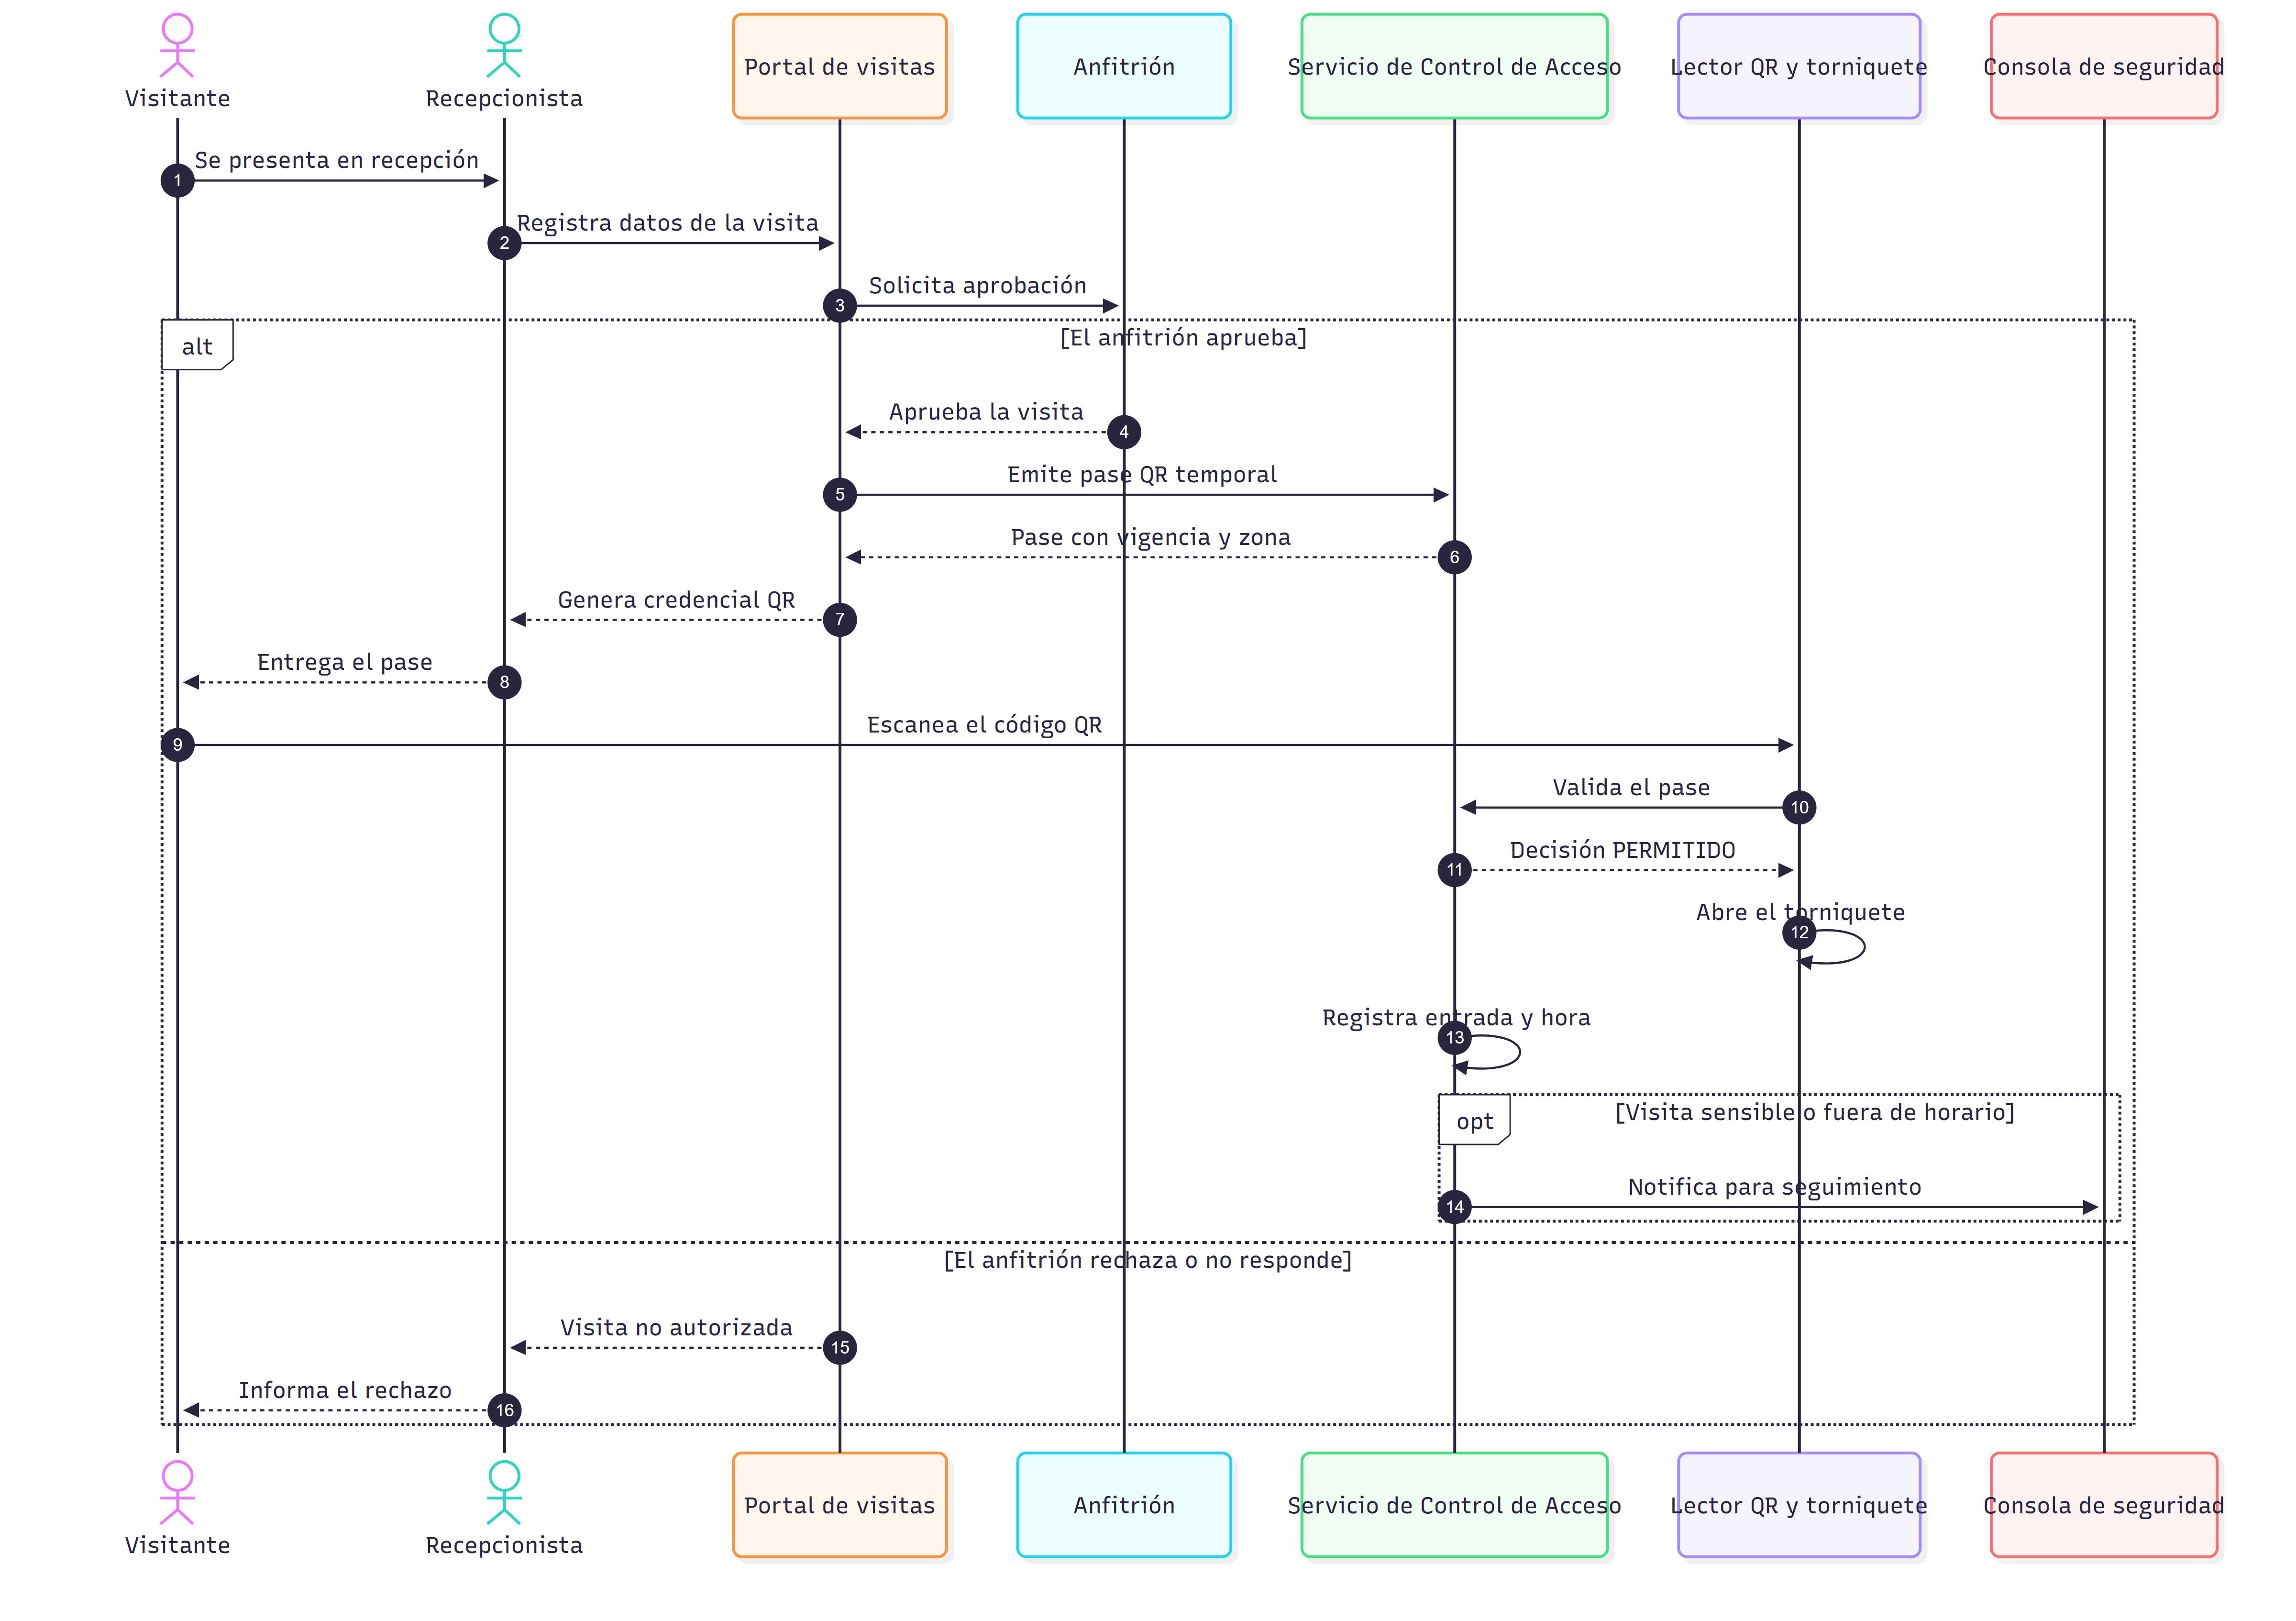 Visitante
Recepcionista
Portal de visitas
Anfitrión
Servicio de Control de Acceso
Lector QR y torniquete
Consola de seguridad
Se presenta en recepción
1
Registra datos de la visita
2
Solicita aprobación
3
alt
[El anfitrión aprueba]
Aprueba la visita
4
Emite pase QR temporal
5
Pase con vigencia y zona
6
Genera credencial QR
7
Entrega el pase
8
Escanea el código QR
9
Valida el pase
10
Decisión PERMITIDO
11
Abre el torniquete
12
Registra entrada y hora
13
opt
[Visita sensible o fuera de horario]
Notifica para seguimiento
14
[El anfitrión rechaza o no responde]
Visita no autorizada
15
Informa el rechazo
16
Visitante
Recepcionista
Portal de visitas
Anfitrión
Servicio de Control de Acceso
Lector QR y torniquete
Consola de seguridad